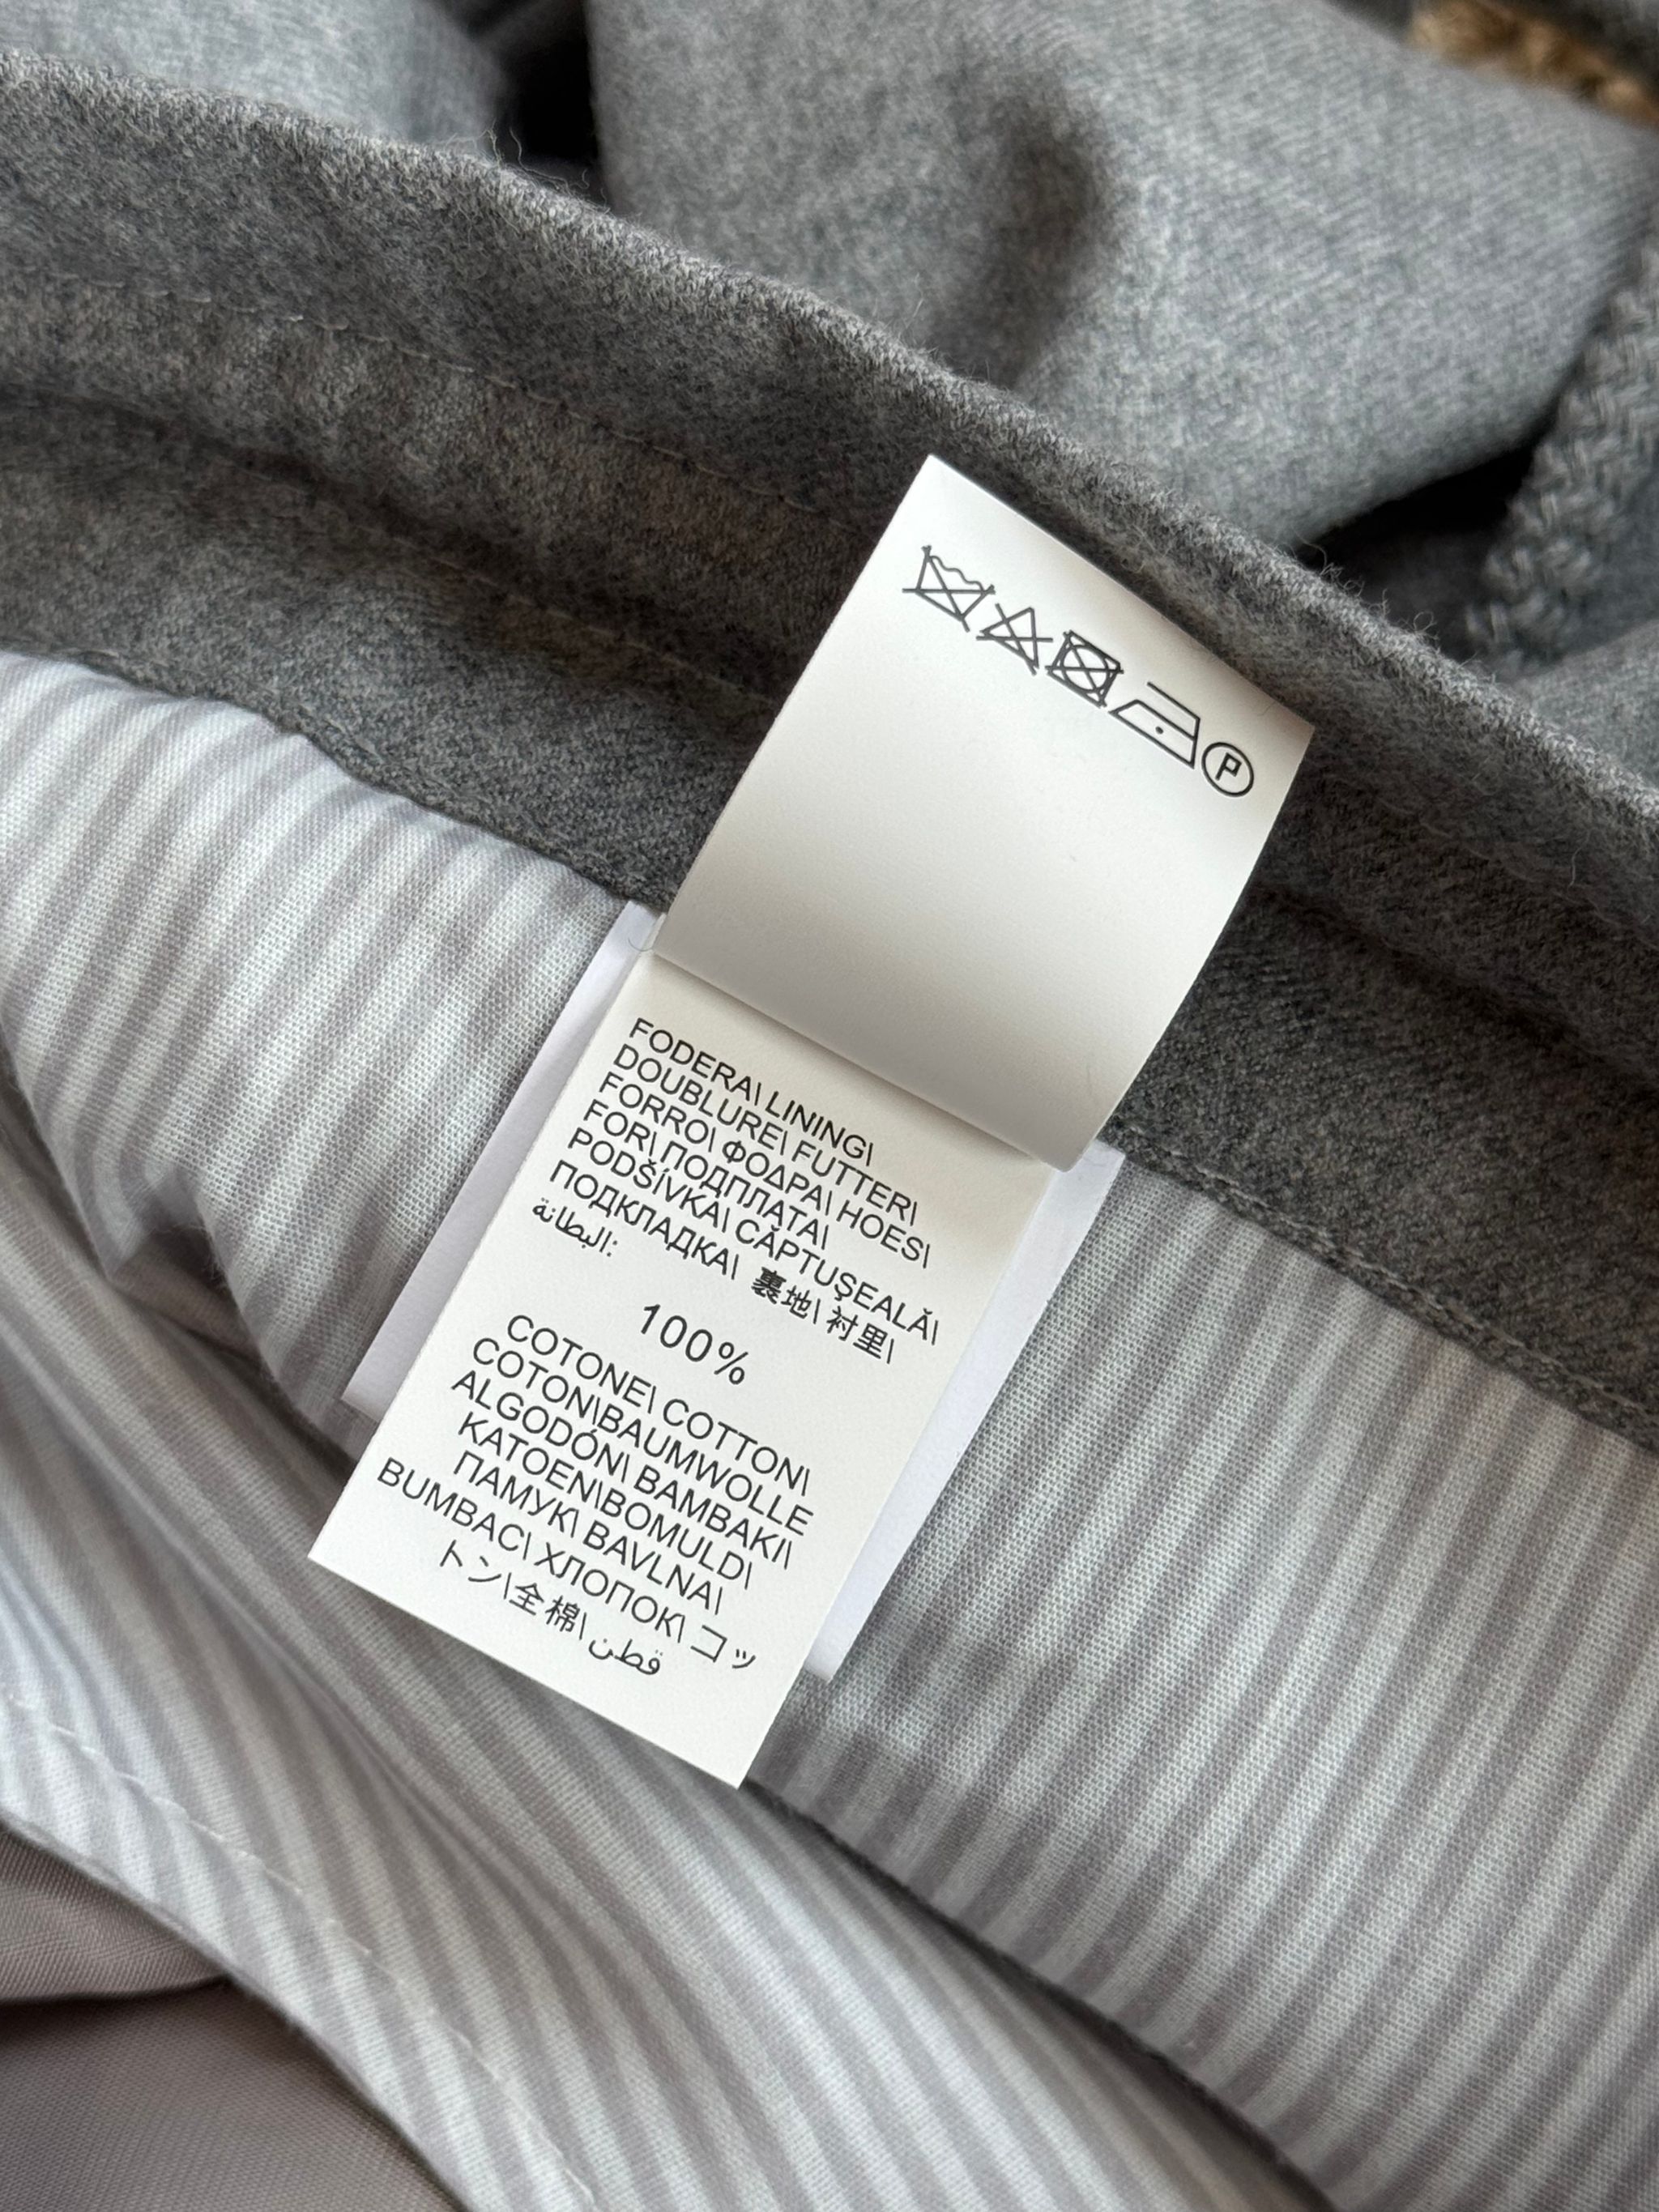 P
FODERA\ LINING\
DOUBLURE\ FUTTER\
FORRO\ ΦΟΔΡΑ\ HOES\
FOR\ ПОДПЛАТА\
PODŠÍVKA\ CĂPTUŞEALĂ\
ПОДКЛАДКА\ 裏地\ 衬里\
البطانة:
100%
COTONE\ COTTON\
COTON\BAUMWOLLE
ALGODÓN\ BAMBAKI\
KATOEN\BOMULD\
ПАМУК\ BAVLNA\
BUMBAC\ ХЛОПОК\ コッ
トン\全棉\ قطن